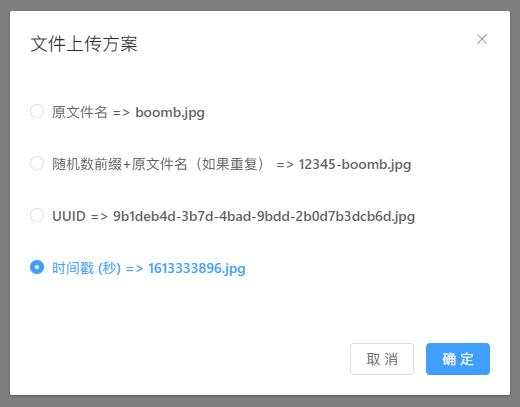 文件上传方案
原文件名 => boomb.jpg
随机数前缀+原文件名（如果重复） => 12345-boomb.jpg
UUID => 9b1deb4d-3b7d-4bad-9bdd-2b0d7b3dcb6d.jpg
时间戳 (秒) => 1613333896.jpg
取 消
确 定